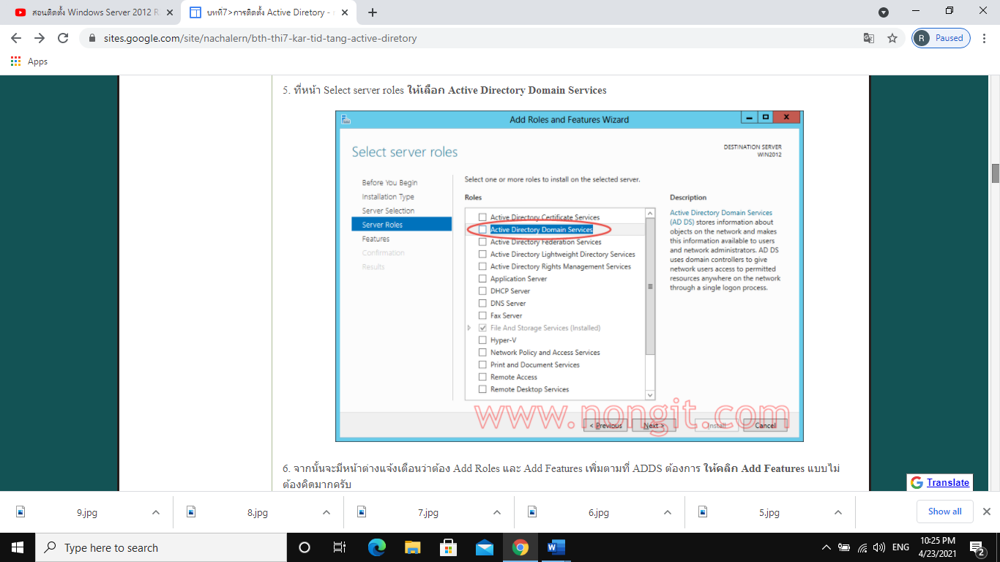 สอนติดตั้ง Windows Server 2012 R
บทที่7>การติดตั้ง Active Diretory -
sites.google.com/site/nachalern/bth-thi7-kar-tid-tang-active-diretory
R
Paused
Apps
5. ที่หน้า Select server roles ให้เลือก Active Directory Domain Services
Add Roles and Features Wizard
Select server roles
DESTINATION SERVER
WIN2012
Before You Begin
Installation Type
Server Selection
Server Roles
Features
Confirmation
Results
Select one or more roles to install on the selected server.
Roles
Active Directory Certificate Services
Active Directory Domain Services
Active Directory Federation Services
Active Directory Lightweight Directory Services
Active Directory Rights Management Services
Application Server
DHCP Server
DNS Server
Fax Server
File And Storage Services (Installed)
Hyper-V
Network Policy and Access Services
Print and Document Services
Remote Access
Remote Desktop Services
Description
Active Directory Domain Services
(AD DS) stores information about
objects on the network and makes
this information available to users
and network administrators. AD DS
uses domain controllers to give
network users access to permitted
resources anywhere on the network
through a single logon process.
www.nongit.com
< Previous
Next >
Install
Cancel
6. จากนั้นจะมีหน้าต่างแจ้งเตือนว่าต้อง Add Roles และ Add Features เพิ่มตามที่ ADDS ต้องการ ให้คลิก Add Features แบบไม่
ต้องคิดมากครับ
Translate
9.jpg
8.jpg
7.jpg
6.jpg
5.jpg
Show all
Type here to search
ENG
10:25 PM
4/23/2021
2